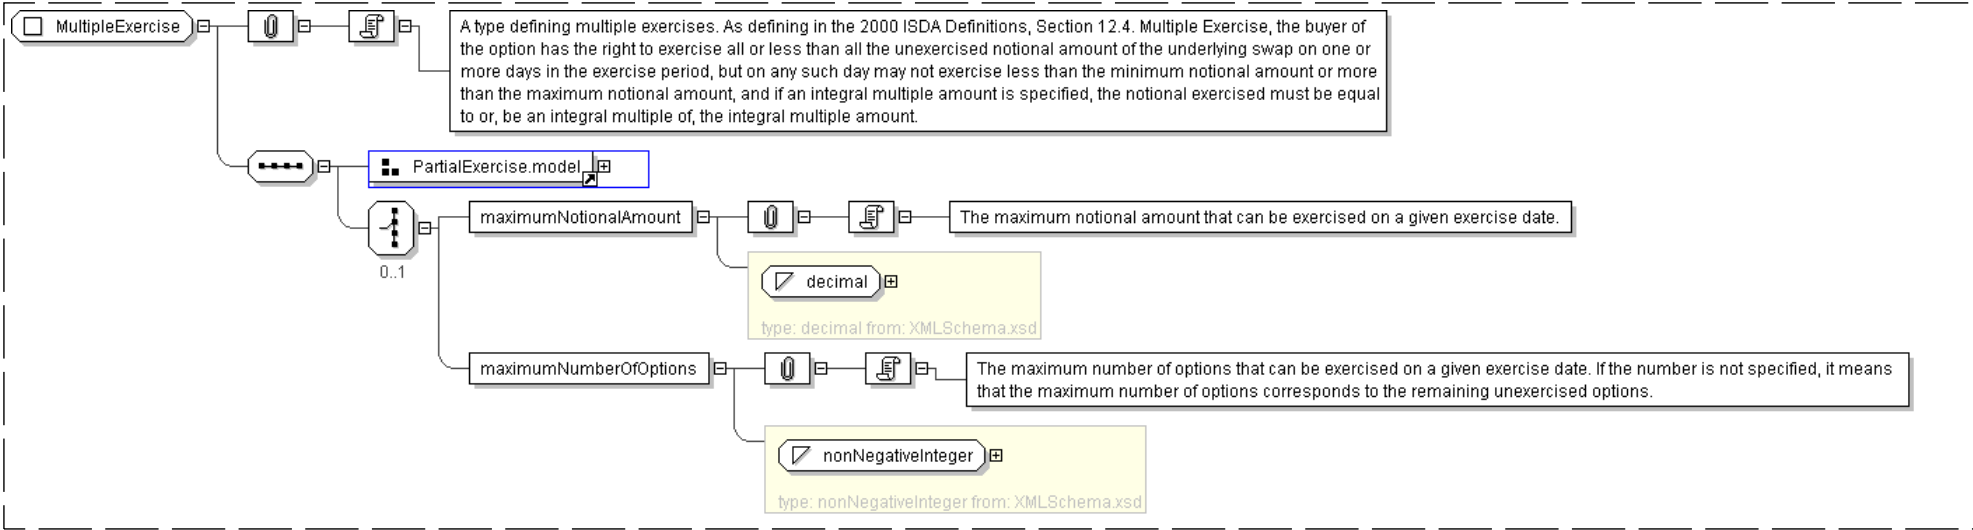 MultipleExercise
A type defining multiple exercises. As defining in the 2000 ISDA Definitions, Section 12.4. Multiple Exercise, the buyer of
the option has the right to exercise all or less than all the unexercised notional amount of the underlying swap on one or
more days in the exercise period, but on any such day may not exercise less than the minimum notional amount or more
than the maximum notional amount, and if an integral multiple amount is specified, the notional exercised must be equal
to or, be an integral multiple of, the integral multiple amount.
PartialExercise.model
maximumNotionalAmount
The maximum notional amount that can be exercised on a given exercise date.
0..1
decimal
type: decimal from: XMLSchema.xsd
maximumNumberOfOptions
The maximum number of options that can be exercised on a given exercise date. If the number is not specified, it means
that the maximum number of options corresponds to the remaining unexercised options.
nonNegativeInteger
type: nonNegativeInteger from: XMLSchema.xsd